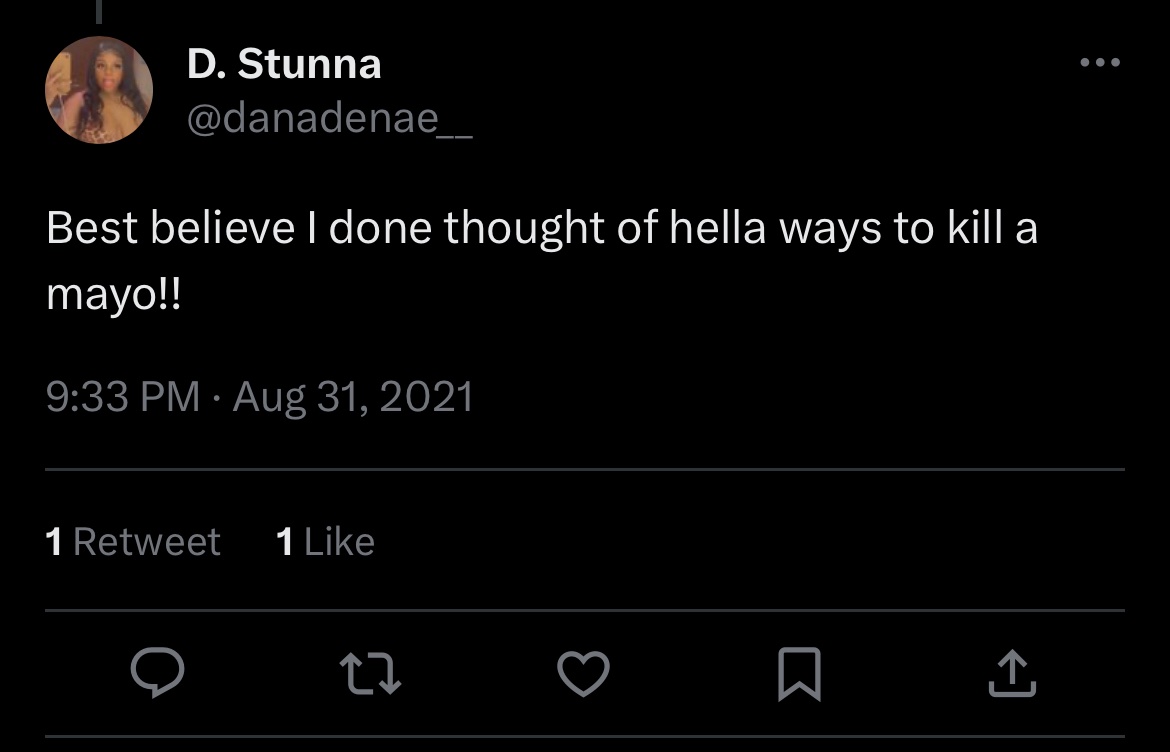 D. Stunna
@danadenae__
Best believe I done thought of hella ways to kill a
mayo!!
9:33 PM · Aug 31, 2021
1 Retweet 1 Like